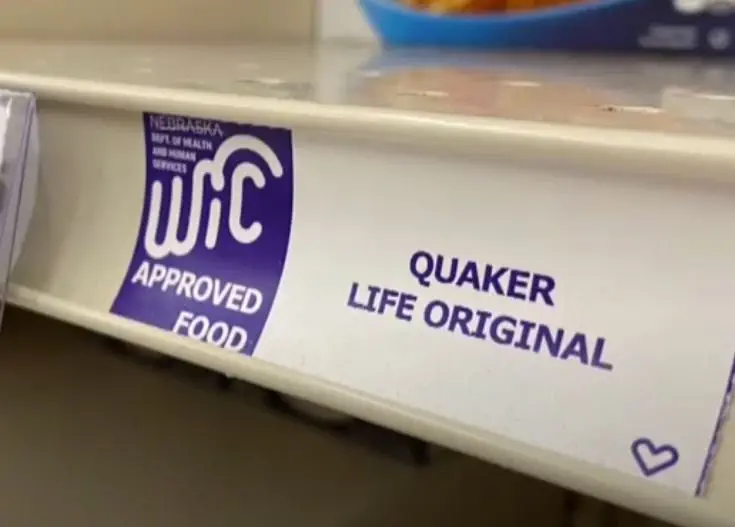 NEBRASKA
DEPT. OF HEALTH
AND HUMAN
SERVICES
WiC
APPROVED
FOOD
QUAKER
LIFE ORIGINAL